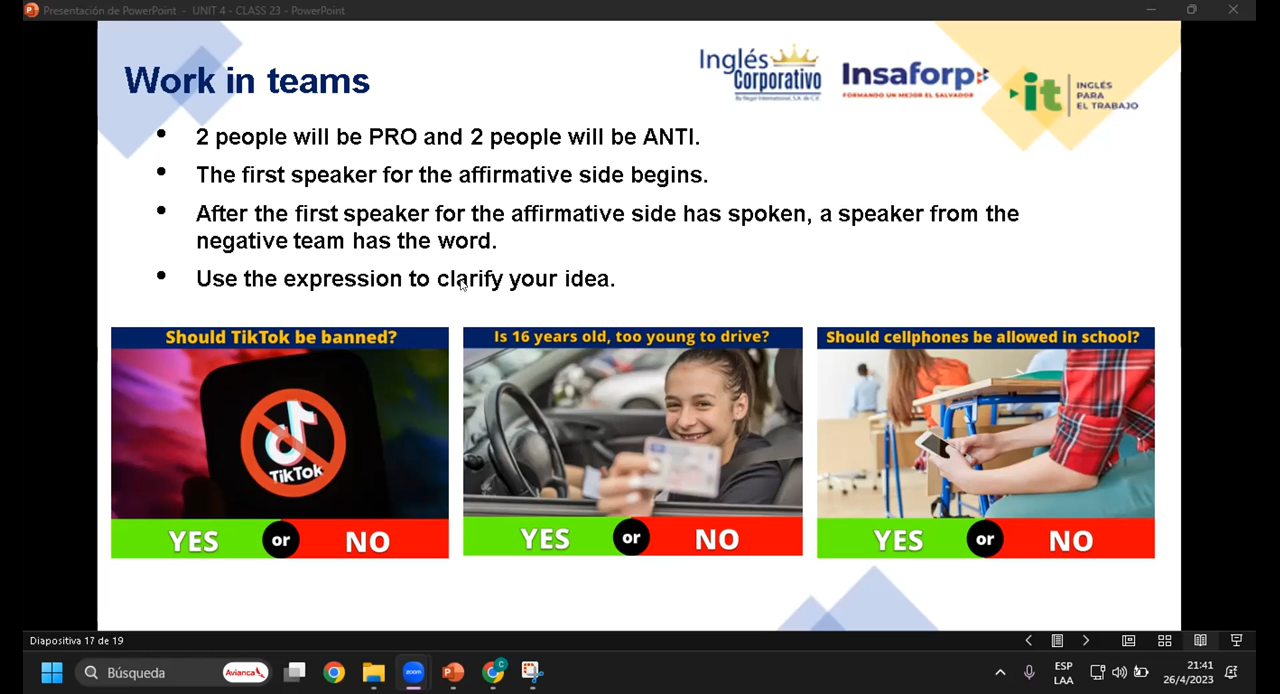 Presentación de PowerPoint - UNIT 4 - CLASS 23 - PowerPoint
Work in teams
Inglés
Corporativo
By Regal International, S.A. de C.V.
Insaforp
FORMANDO UN MEJOR EL SALVADOR
it
INGLÉS
PARA
EL TRABAJO
• 2 people will be PRO and 2 people will be ANTI.
• The first speaker for the affirmative side begins.
• After the first speaker for the affirmative side has spoken, a speaker from the
negative team has the word.
• Use the expression to clarify your idea.
Should TikTok be banned?
TikTok
YES or NO
Is 16 years old, too young to drive?
YES or NO
Should cellphones be allowed in school?
YES or NO
Diapositiva 17 de 19
Búsqueda
Avianca
zoom
C
ESP
LAA
21:41
26/4/2023